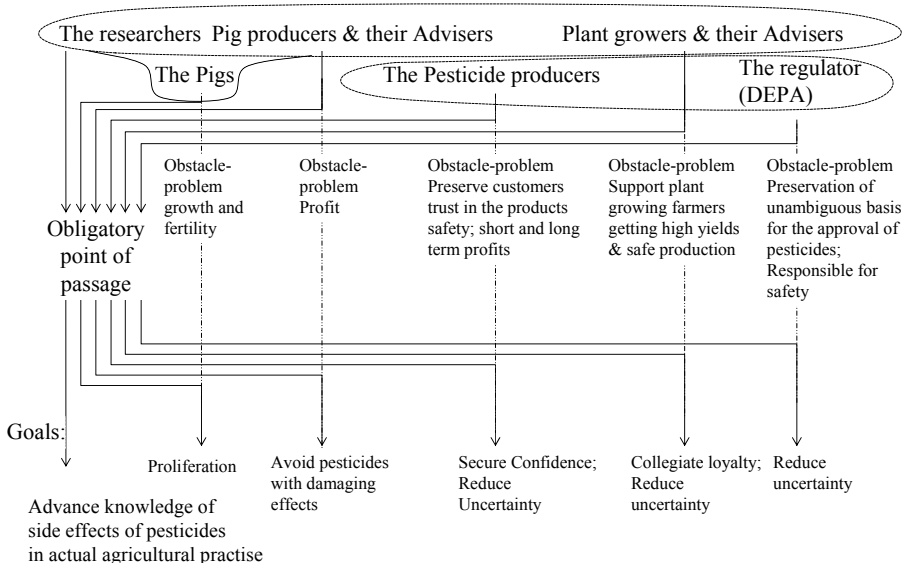 The researchers Pig producers & their Advisers Plant growers & their Advisers
The Pigs
The Pesticide producers
The regulator
(DEPA)
Obstacle-
problem
growth and
fertility
Obstacle-
problem
Profit
Obstacle-problem
Preserve customers
trust in the products
safety; short and long
term profits
Obstacle-problem
Support plant
growing farmers
getting high yields
& safe production
Obstacle-problem
Preservation of
unambiguous basis
for the approval of
pesticides;
Responsible for
safety
Obligatory
point of
passage
Goals:
Advance knowledge of
side effects of pesticides
in actual agricultural practise
Proliferation
Avoid pesticides
with damaging
effects
Secure Confidence;
Reduce
Uncertainty
Collegiate loyalty;
Reduce
uncertainty
Reduce
uncertainty